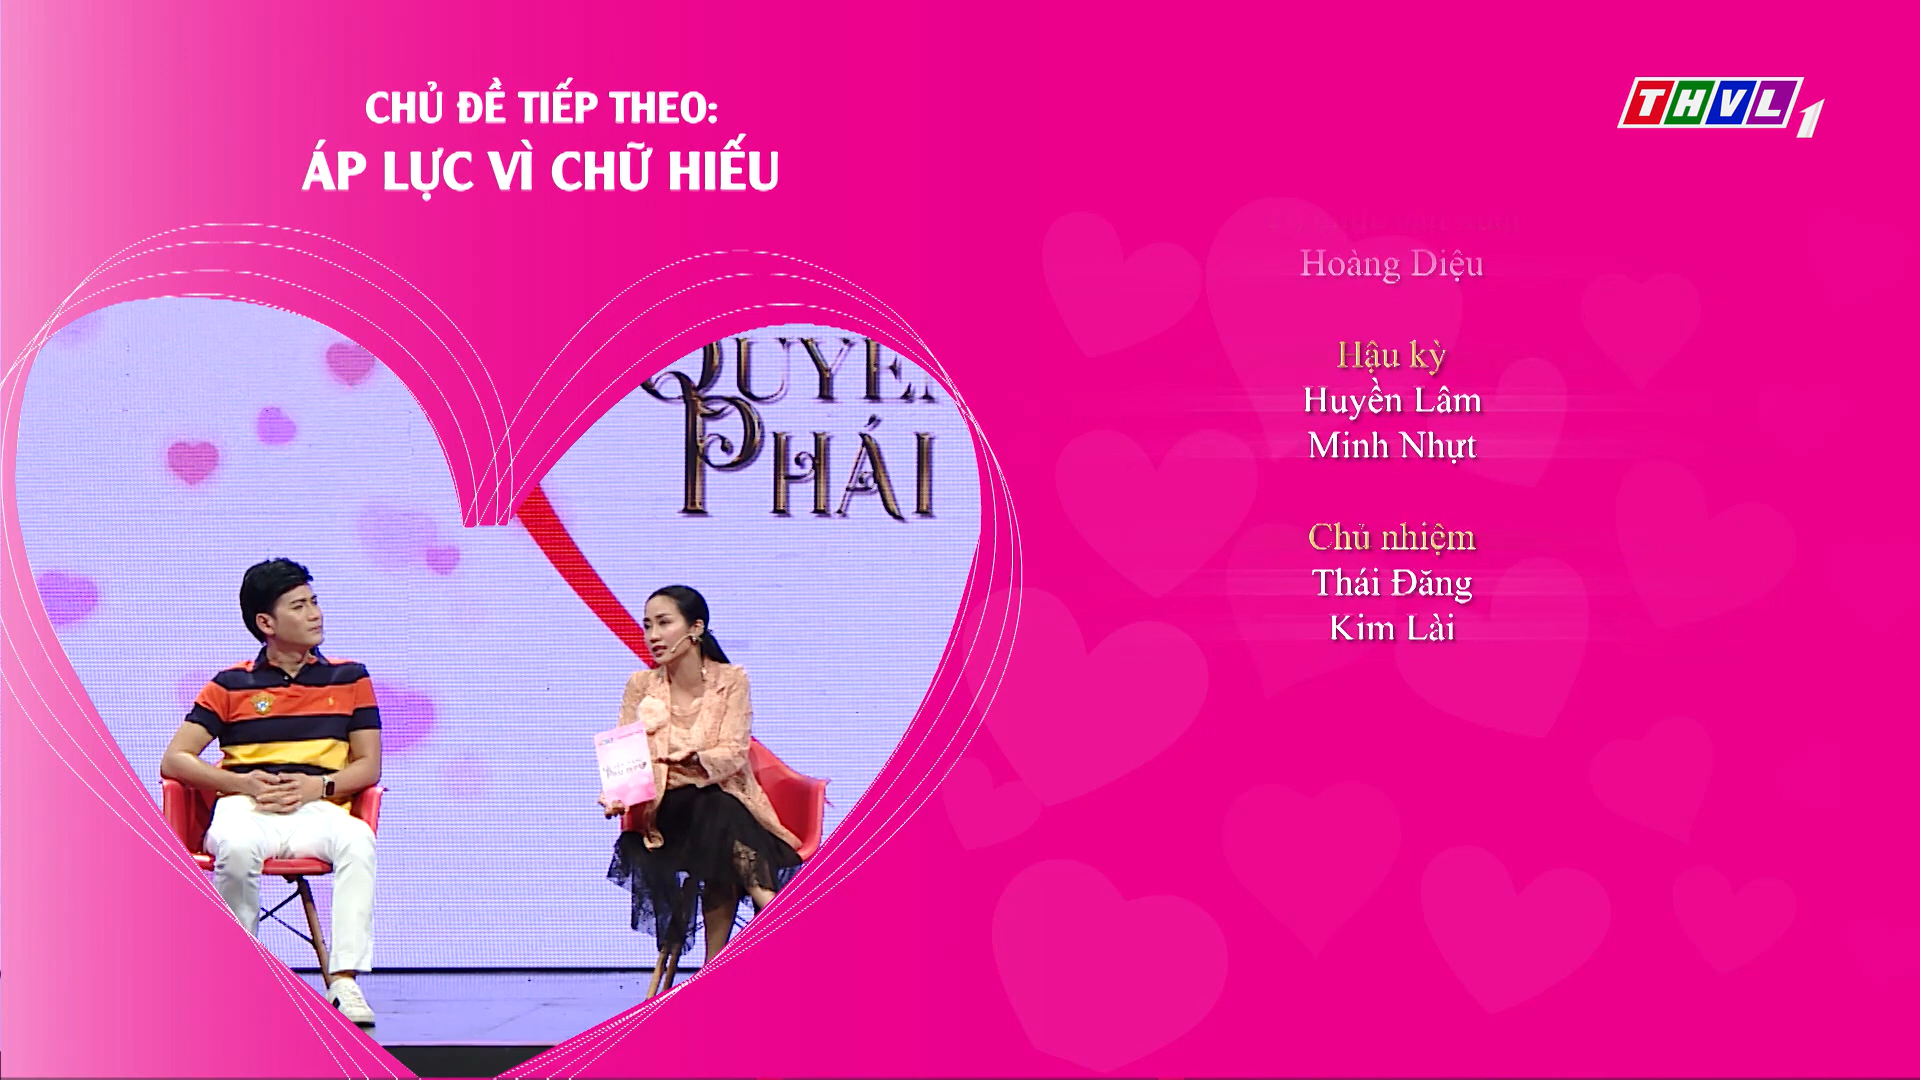 CHỦ ĐỀ TIẾP THEO:
ÁP LỰC VÌ CHỮ HIẾU
THVL1
Hoàng Diệu
Hậu kỳ
Huyền Lâm
Minh Nhựt
Chủ nhiệm
Thái Đăng
Kim Lài
PHÁI